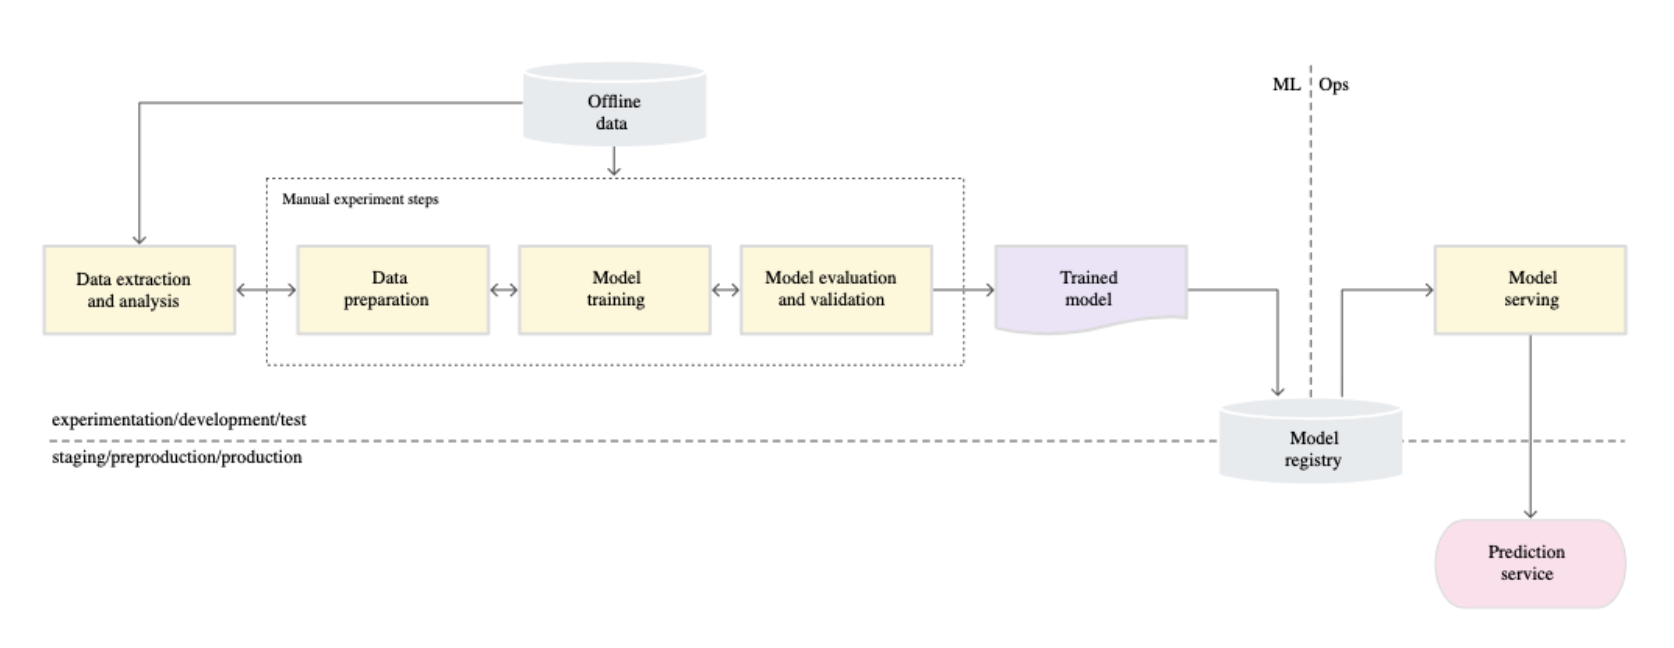 Offline
data
ML
Ops
Manual experiment steps
Data extraction
and analysis
Data
preparation
Model
training
Model evaluation
and validation
Trained
model
Model
serving
experimentation/development/test
staging/preproduction/production
Model
registry
Prediction
service